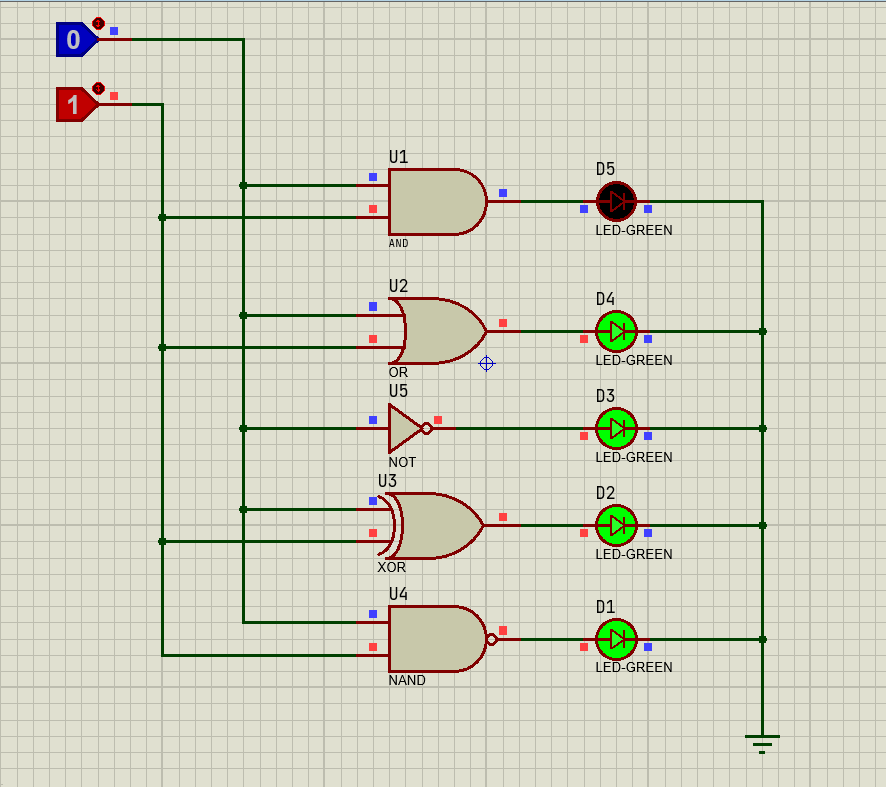 0
1
U1
AND
D5
LED-GREEN
U2
OR
D4
LED-GREEN
U5
NOT
D3
LED-GREEN
U3
XOR
D2
LED-GREEN
U4
NAND
D1
LED-GREEN